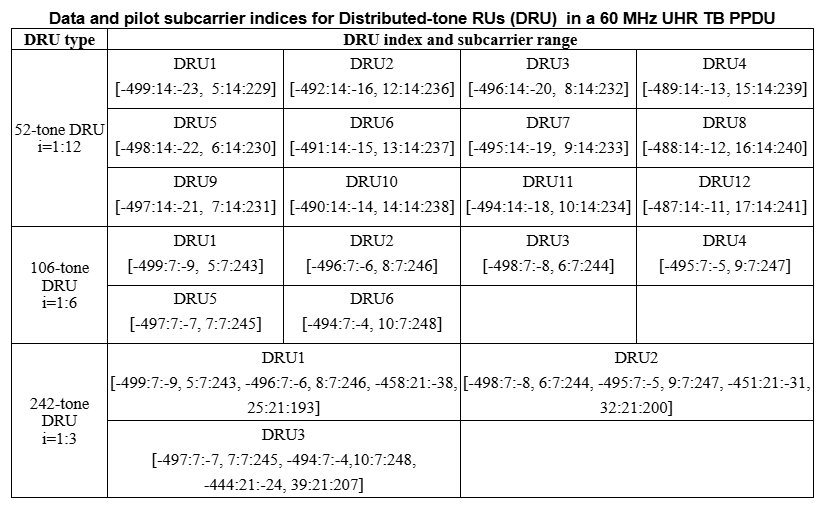 Data and pilot subcarrier indices for Distributed-tone RUs (DRU) in a 60 MHz UHR TB PPDU
DRU type DRU index and subcarrier range
52-tone DRU
i=1:12
DRU1 DRU2 DRU3 DRU4
[-499:14:-23, 5:14:229] [-492:14:-16, 12:14:236] [-496:14:-20, 8:14:232] [-489:14:-13, 15:14:239]
DRU5 DRU6 DRU7 DRU8
[-498:14:-22, 6:14:230] [-491:14:-15, 13:14:237] [-495:14:-19, 9:14:233] [-488:14:-12, 16:14:240]
DRU9 DRU10 DRU11 DRU12
[-497:14:-21, 7:14:231] [-490:14:-14, 14:14:238] [-494:14:-18, 10:14:234] [-487:14:-11, 17:14:241]
106-tone
DRU
i=1:6
DRU1 DRU2 DRU3 DRU4
[-499:7:-9, 5:7:243] [-496:7:-6, 8:7:246] [-498:7:-8, 6:7:244] [-495:7:-5, 9:7:247]
DRU5 DRU6
[-497:7:-7, 7:7:245] [-494:7:-4, 10:7:248]
242-tone
DRU
i=1:3
DRU1
[-499:7:-9, 5:7:243, -496:7:-6, 8:7:246, -458:21:-38,
25:21:193]
DRU2
[-498:7:-8, 6:7:244, -495:7:-5, 9:7:247, -451:21:-31,
32:21:200]
DRU3
[-497:7:-7, 7:7:245, -494:7:-4,10:7:248,
-444:21:-24, 39:21:207]